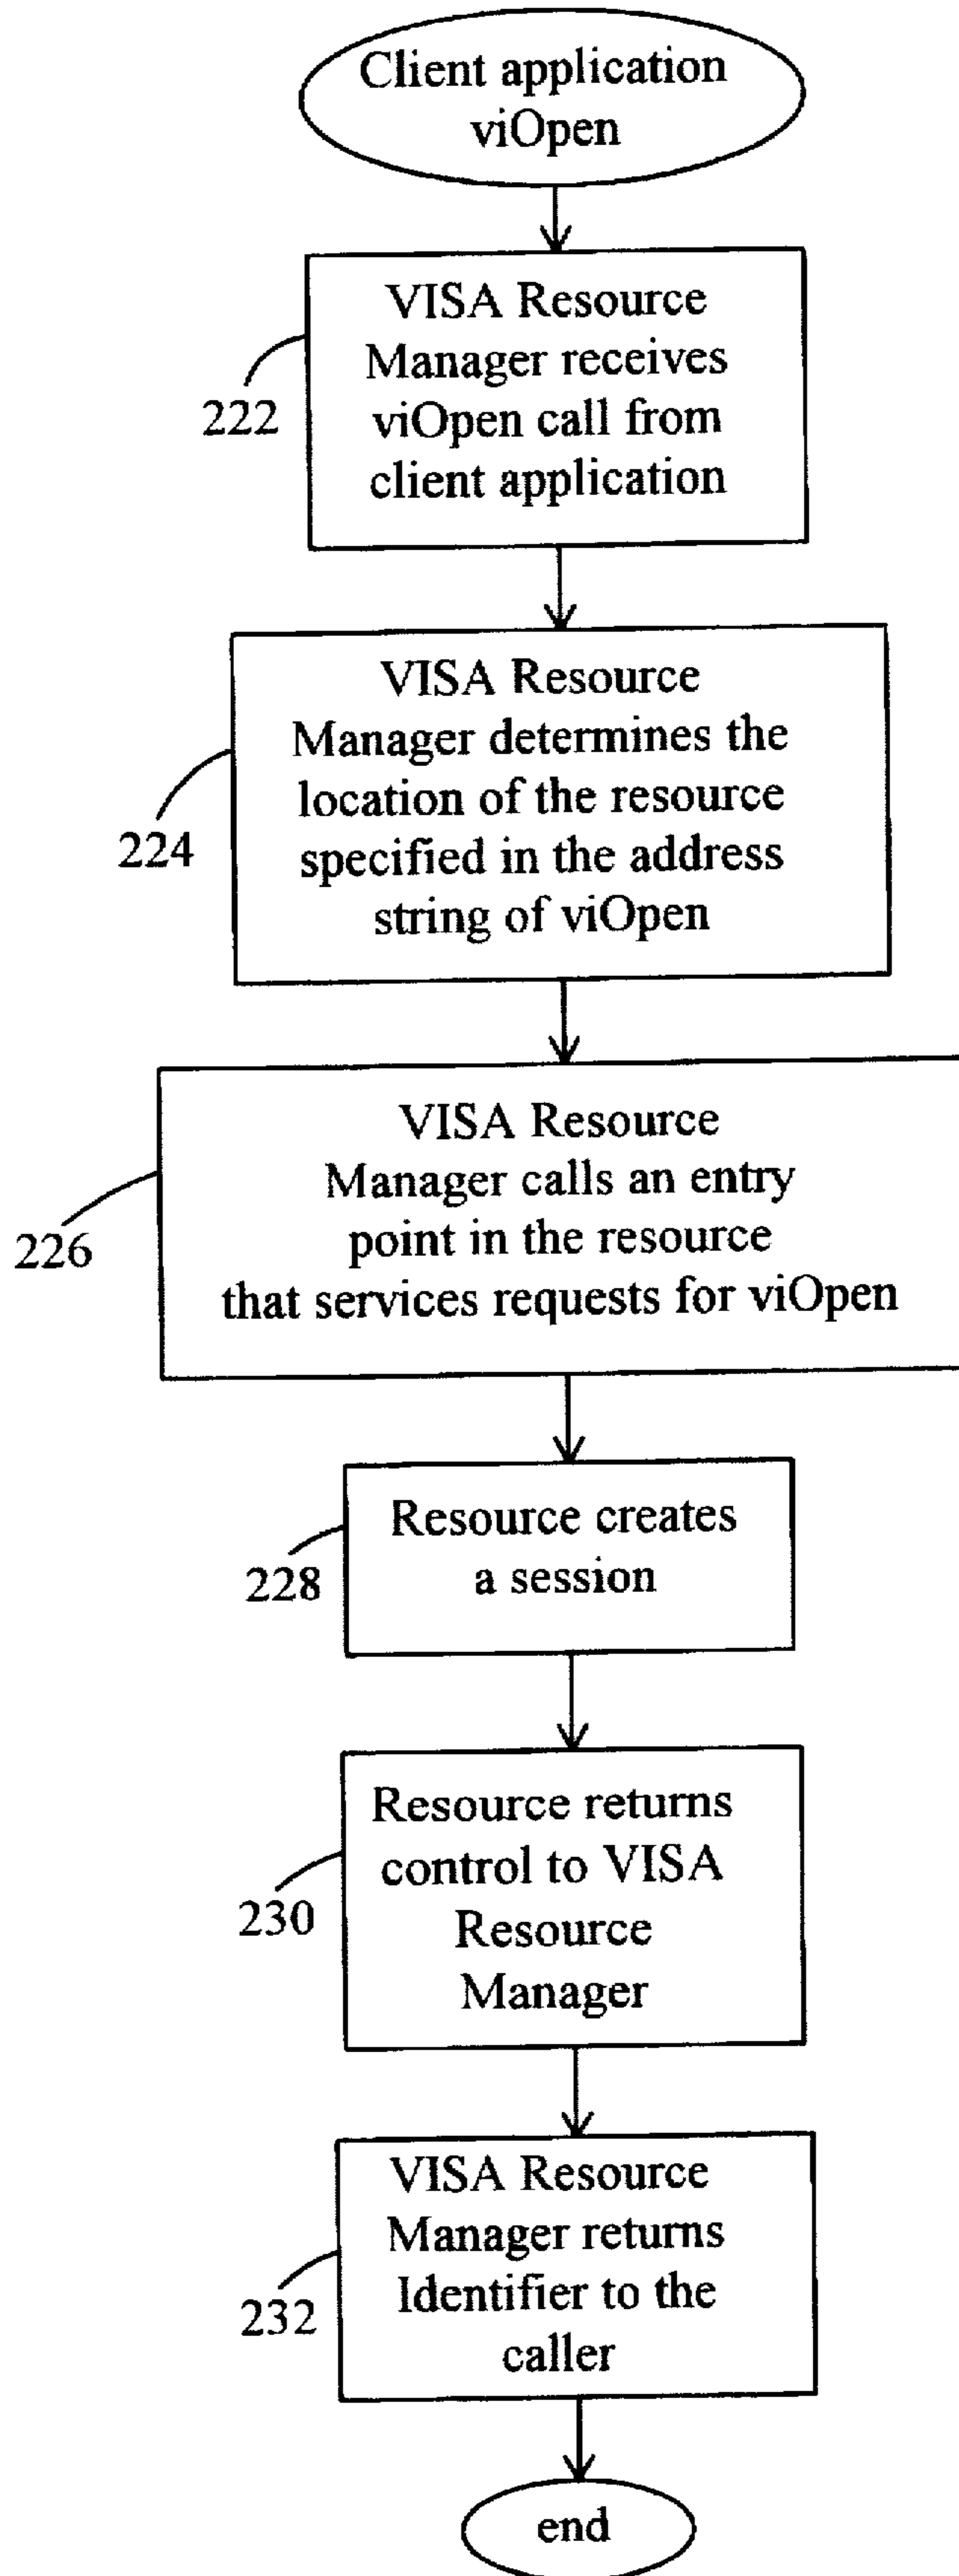 Client application
viOpen
VISA Resource
Manager receives
viOpen call from
client application
222
VISA Resource
Manager determines the
location of the resource
specified in the address
string of viOpen
224
VISA Resource
Manager calls an entry
point in the resource
that services requests for viOpen
226
Resource creates
a session
228
Resource returns
control to VISA
Resource
Manager
230
VISA Resource
Manager returns
Identifier to the
caller
232
end